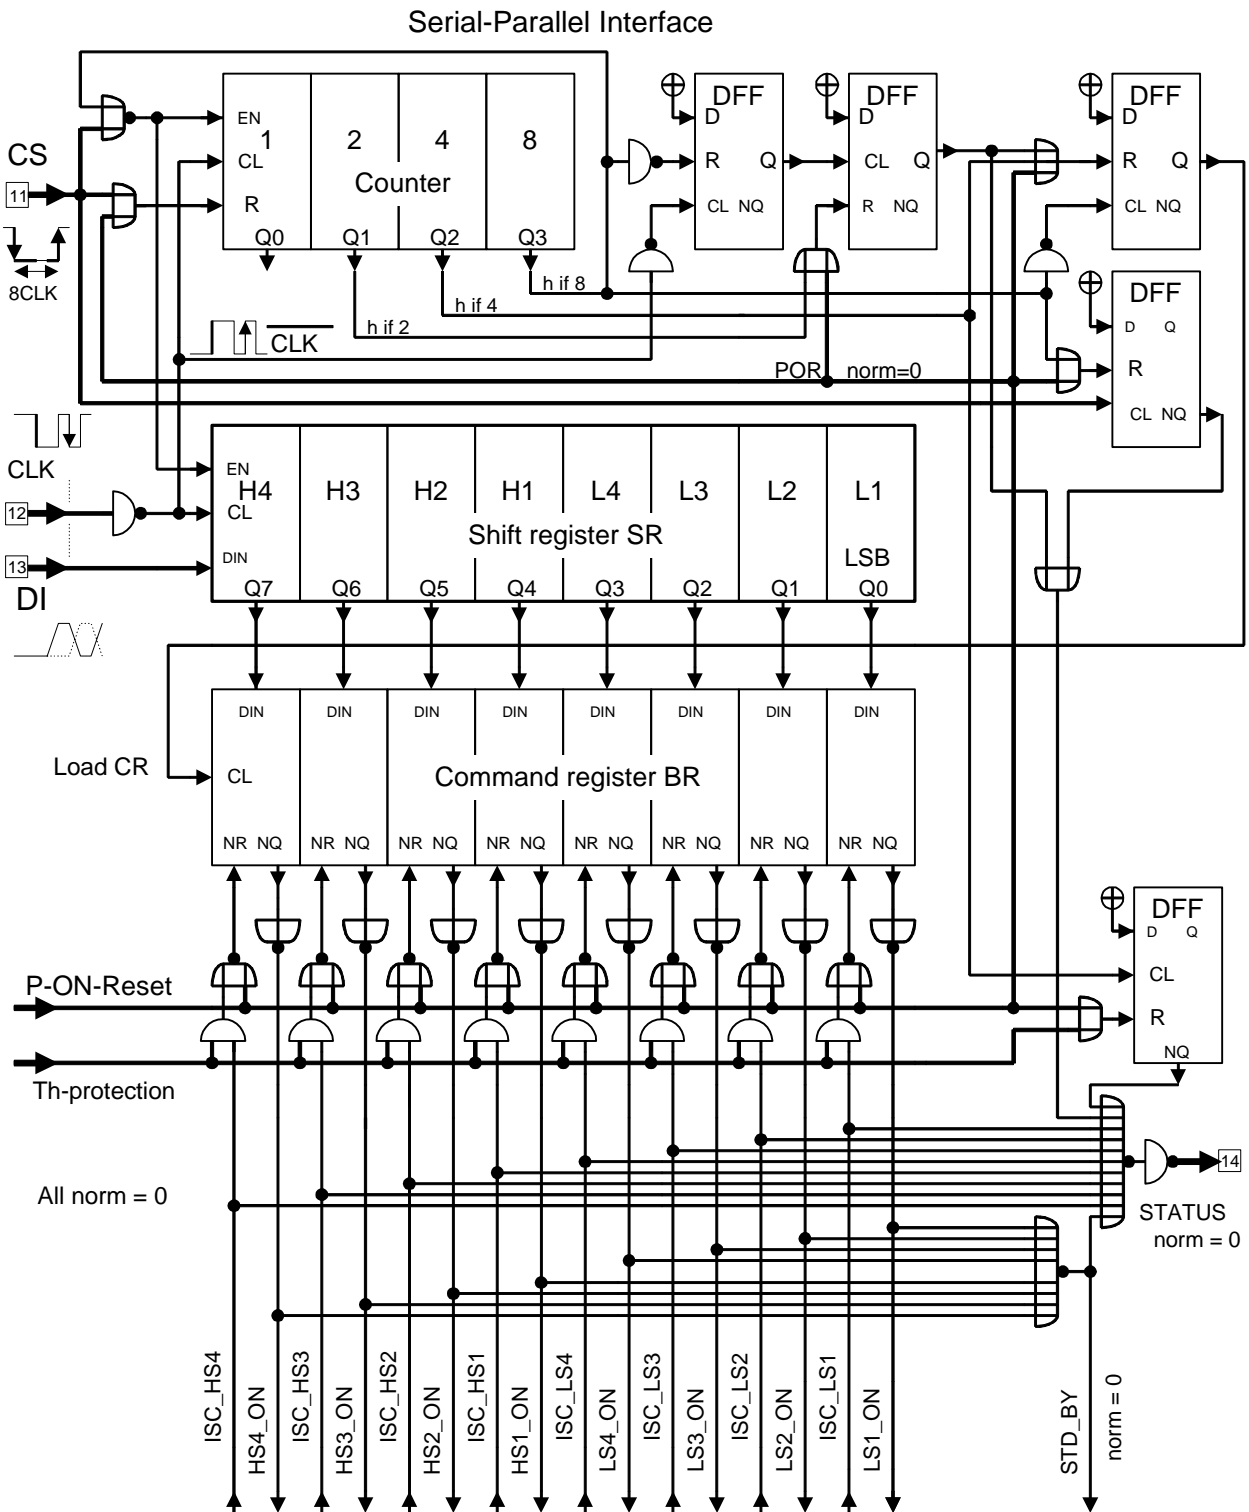 Serial-Parallel Interface
DFF DFF DFF
D D D
EN 1 2 4 8
CS
CL R Q CL Q R Q
11
Counter
R CL NQ R NQ CL NQ
Q0 Q1 Q2 Q3
8CLK
h if 8
DFF
h if 4
h if 2
CLK
D Q
POR norm=0
R
CL NQ
CLK
EN
H4 H3 H2 H1 L4 L3 L2 L1
12
CL
Shift register SR
DIN
LSB
13
DI
Q7 Q6 Q5 Q4 Q3 Q2 Q1 Q0
DIN DIN DIN DIN DIN DIN DIN DIN
Load CR
CL
Command register BR
NR NQ NR NQ NR NQ NR NQ NR NQ NR NQ NR NQ NR NQ
DFF
D Q
CL
P-ON-Reset
R
NQ
Th-protection
14
All norm = 0
STATUS
norm = 0
ISC_HS4
HS4_ON
ISC_HS3
HS3_ON
ISC_HS2
HS2_ON
ISC_HS1
HS1_ON
ISC_LS4
LS4_ON
ISC_LS3
LS3_ON
ISC_LS2
LS2_ON
ISC_LS1
LS1_ON
STD_BY
norm = 0